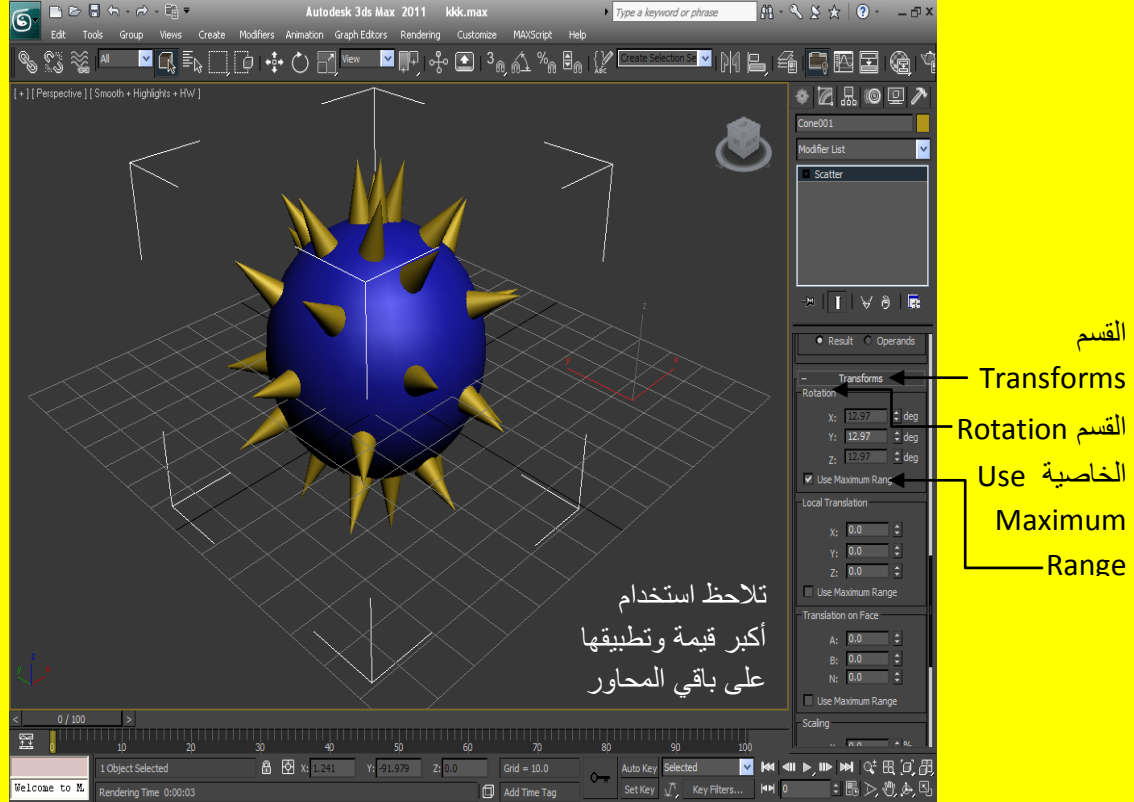 Autodesk 3ds Max 2011 kkk.max
Type a keyword or phrase
Edit Tools Group Views Create Modifiers Animation Graph Editors Rendering Customize MAXScript Help
All
View
3
%
ABC
Create Selection Se
[ + ] [ Perspective ] [ Smooth + Highlights + HW ]
Cone001
Modifier List
Scatter
Result Operands
Transforms
Rotation
X: 12.97 deg
Y: 12.97 deg
Z: 12.97 deg
Use Maximum Rang
Local Translation
X: 0.0
Y: 0.0
Z: 0.0
Use Maximum Range
Translation on Face
A: 0.0
B: 0.0
N: 0.0
Use Maximum Range
Scaling
القسم
Transforms
القسم Rotation
الخاصية Use
Maximum
Range
z
y
x
تلاحظ استخدام
أكبر قيمة وتطبيقها
على باقي المحاور
z
y
x
0 / 100
0 10 20 30 40 50 60 70 80 90 100
1 Object Selected X: 1.241 Y: -91.979 Z: 0.0 Grid = 10.0 Auto Key Selected
Welcome to M Rendering Time 0:00:03 Add Time Tag Set Key Key Filters... 0